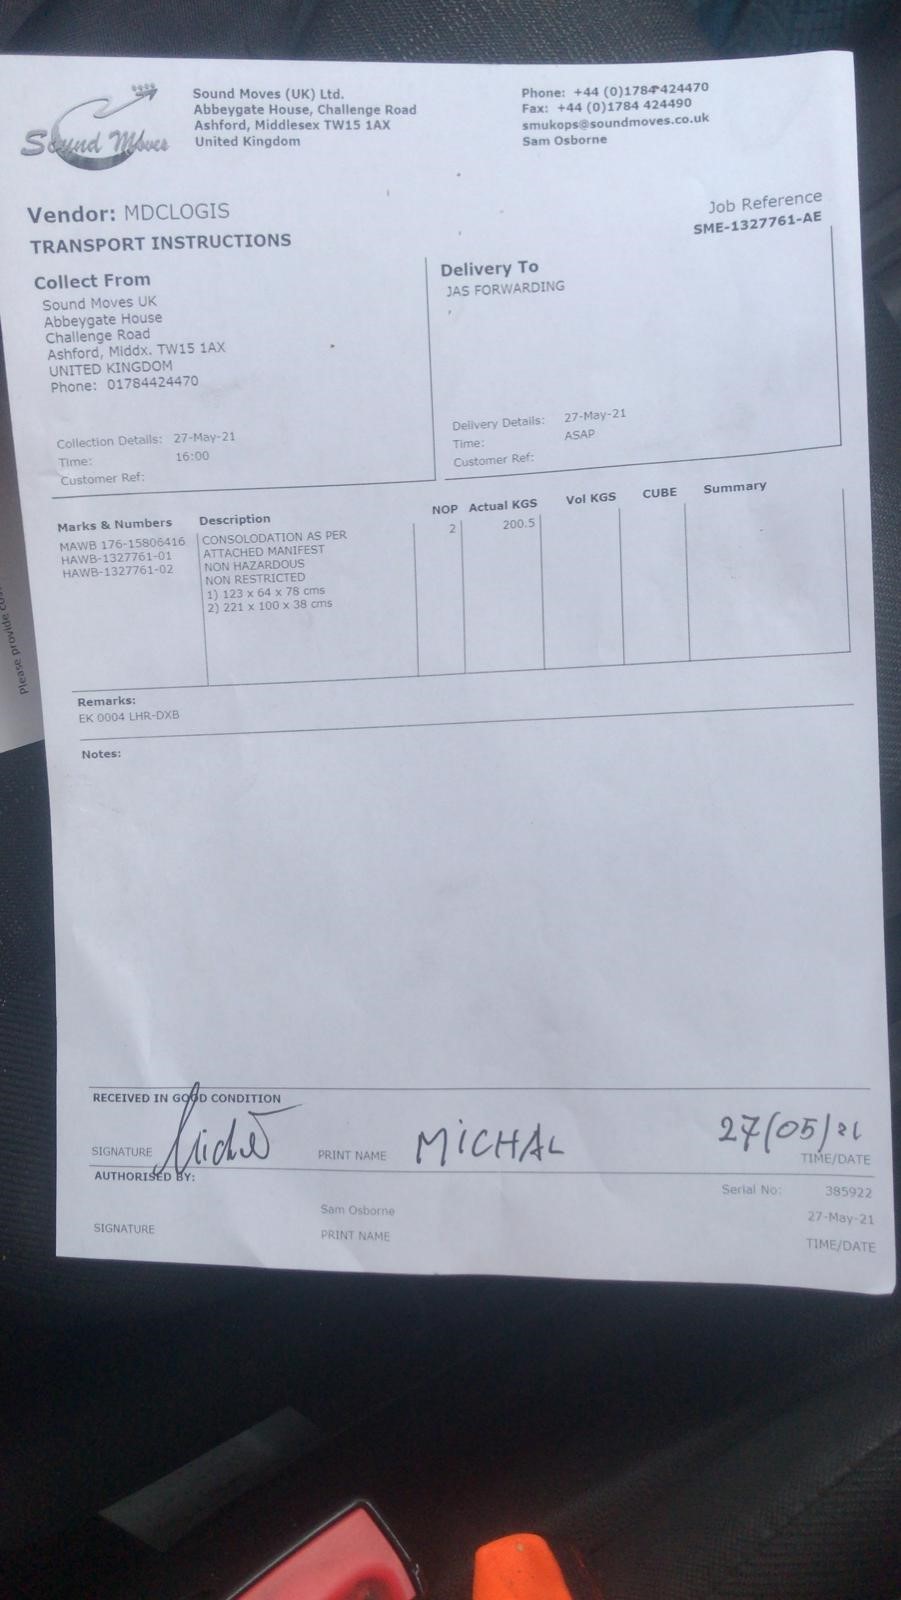 Sound Moves
Sound Moves (UK) Ltd.
Abbeygate House, Challenge Road
Ashford, Middlesex TW15 1AX
United Kingdom
Phone: +44 (0)1784 424470
Fax: +44 (0)1784 424490
smukops@soundmoves.co.uk
Sam Osborne
Vendor: MDCLOGIS
TRANSPORT INSTRUCTIONS
Job Reference
SME-1327761-AE
Collect From
Sound Moves UK
Abbeygate House
Challenge Road
Ashford, Middx. TW15 1AX
UNITED KINGDOM
Phone: 01784424470
Collection Details: 27-May-21
Time: 16:00
Customer Ref:
Delivery To
JAS FORWARDING
,
Delivery Details: 27-May-21
Time: ASAP
Customer Ref:
Marks & Numbers Description NOP Actual KGS Vol KGS CUBE Summary
MAWB 176-15806416 CONSOLODATION AS PER 2 200.5
HAWB-1327761-01 ATTACHED MANIFEST
HAWB-1327761-02 NON HAZARDOUS
NON RESTRICTED
1) 123 x 64 x 78 cms
2) 221 x 100 x 38 cms
Remarks:
EK 0004 LHR-DXB
Notes:
RECEIVED IN GOOD CONDITION
SIGNATURE Michał PRINT NAME MICHAL 27/05/21
TIME/DATE
AUTHORISED BY:
Serial No: 385922
Sam Osborne 27-May-21
SIGNATURE PRINT NAME TIME/DATE
Please provide